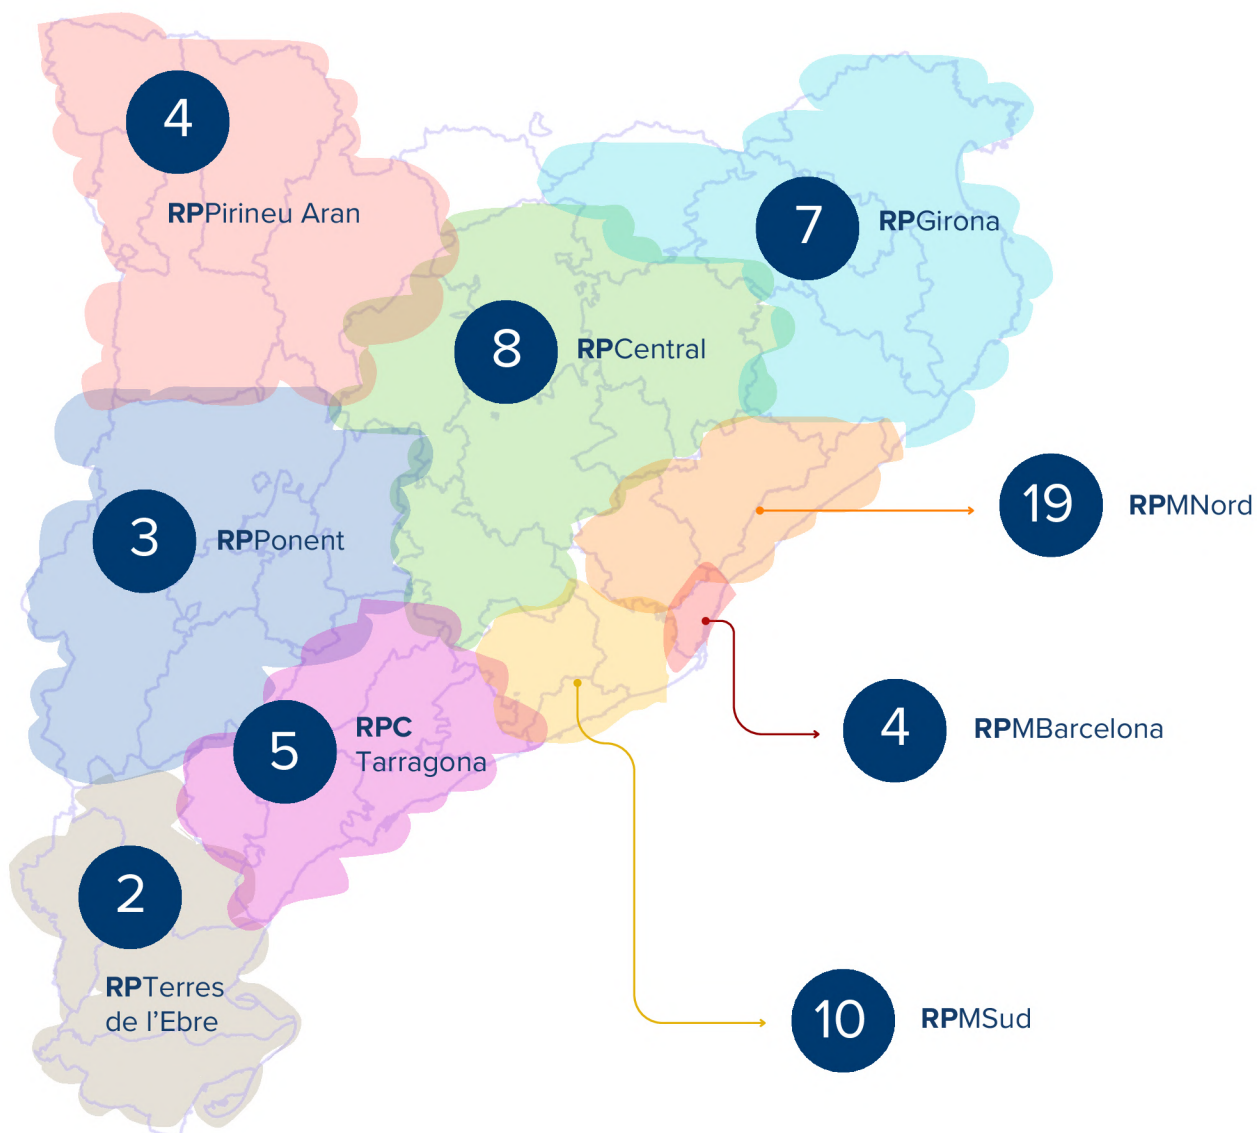 4
RPPirineu Aran
7
RPGirona
8
RPCentral
19
RPMNord
3
RPPonent
4
RPMBarcelona
5
RPC
Tarragona
2
RPTerres
de l’Ebre
10
RPMSud